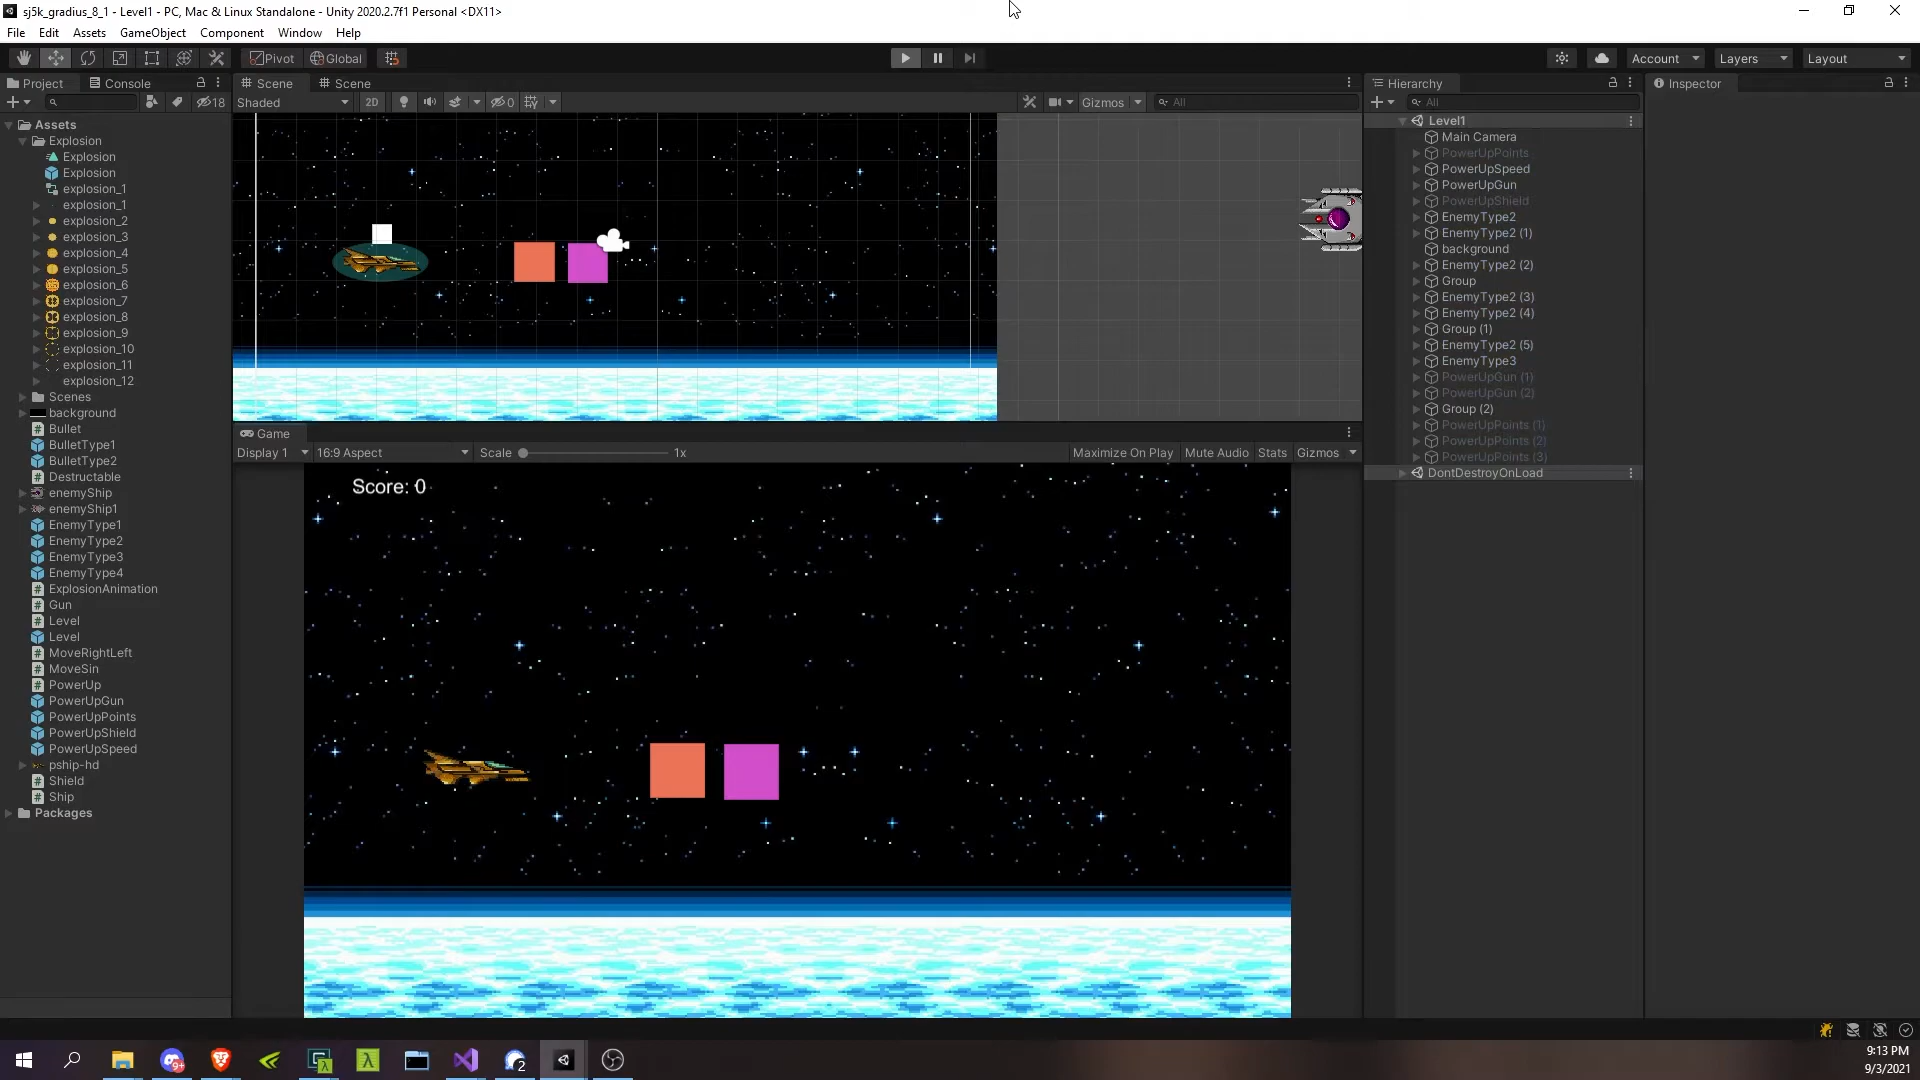 sj5k_gradius_8_1 - Level1 - PC, Mac & Linux Standalone - Unity 2020.2.7f1 Personal <DX11>
File Edit Assets GameObject Component Window Help
Pivot Global Account Layers Layout
Project Console
18
Assets
Explosion
Explosion
Explosion
explosion_1
explosion_1
explosion_2
explosion_3
explosion_4
explosion_5
explosion_6
explosion_7
explosion_8
explosion_9
explosion_10
explosion_11
explosion_12
Scenes
background
Bullet
BulletType1
BulletType2
Destructable
enemyShip
enemyShip1
EnemyType1
EnemyType2
EnemyType3
EnemyType4
ExplosionAnimation
Gun
Level
Level
MoveRightLeft
MoveSin
PowerUp
PowerUpGun
PowerUpPoints
PowerUpShield
PowerUpSpeed
pship-hd
Shield
Ship
Packages
Scene Scene
Shaded 2D 0 Gizmos All
Game
Display 1 16:9 Aspect Scale 1x Maximize On Play Mute Audio Stats Gizmos
Score: 0
Hierarchy
All
Level1
Main Camera
PowerUpPoints
PowerUpSpeed
PowerUpGun
PowerUpShield
EnemyType2
EnemyType2 (1)
background
EnemyType2 (2)
Group
EnemyType2 (3)
EnemyType2 (4)
Group (1)
EnemyType2 (5)
EnemyType3
PowerUpGun (1)
PowerUpGun (2)
Group (2)
PowerUpPoints (1)
PowerUpPoints (2)
PowerUpPoints (3)
DontDestroyOnLoad
Inspector
9+
2
9:13 PM
9/3/2021